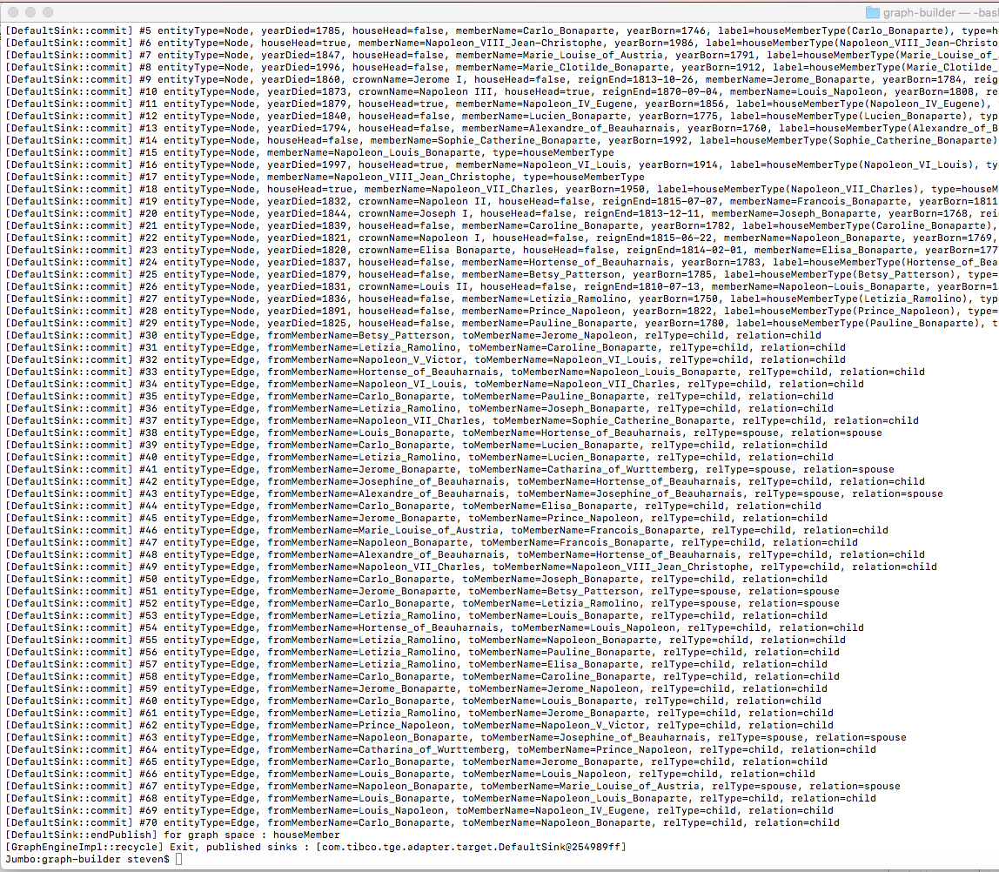 graph-builder — -bash
[DefaultSink::commit] #5 entityType=Node, yearDied=1785, houseHead=false, memberName=Carlo_Bonaparte, yearBorn=1746, label=houseMemberType(Carlo_Bonaparte), type=h
[DefaultSink::commit] #6 entityType=Node, houseHead=true, memberName=Napoleon_VIII_Jean-Christophe, yearBorn=1986, label=houseMemberType(Napoleon_VIII_Jean-Christo
[DefaultSink::commit] #7 entityType=Node, yearDied=1847, houseHead=false, memberName=Marie_Louise_of_Austria, yearBorn=1791, label=houseMemberType(Marie_Louise_of_
[DefaultSink::commit] #8 entityType=Node, yearDied=1996, houseHead=false, memberName=Marie_Clotilde_Bonaparte, yearBorn=1912, label=houseMemberType(Marie_Clotilde_
[DefaultSink::commit] #9 entityType=Node, yearDied=1860, crownName=Jerome I, houseHead=false, reignEnd=1813-10-26, memberName=Jerome_Bonaparte, yearBorn=1784, reig
[DefaultSink::commit] #10 entityType=Node, yearDied=1873, crownName=Napoleon III, houseHead=true, reignEnd=1870-09-04, memberName=Louis_Napoleon, yearBorn=1808, re
[DefaultSink::commit] #11 entityType=Node, yearDied=1879, houseHead=true, memberName=Napoleon_IV_Eugene, yearBorn=1856, label=houseMemberType(Napoleon_IV_Eugene),
[DefaultSink::commit] #12 entityType=Node, yearDied=1840, houseHead=false, memberName=Lucien_Bonaparte, yearBorn=1775, label=houseMemberType(Lucien_Bonaparte), typ
[DefaultSink::commit] #13 entityType=Node, yearDied=1794, houseHead=false, memberName=Alexandre_of_Beauharnais, yearBorn=1760, label=houseMemberType(Alexandre_of_B
[DefaultSink::commit] #14 entityType=Node, houseHead=false, memberName=Sophie_Catherine_Bonaparte, yearBorn=1992, label=houseMemberType(Sophie_Catherine_Bonaparte)
[DefaultSink::commit] #15 entityType=Node, memberName=Napoleon_Louis_Bonaparte, type=houseMemberType
[DefaultSink::commit] #16 entityType=Node, yearDied=1997, houseHead=true, memberName=Napoleon_VI_Louis, yearBorn=1914, label=houseMemberType(Napoleon_VI_Louis), ty
[DefaultSink::commit] #17 entityType=Node, memberName=Napoleon_VIII_Jean_Christophe, type=houseMemberType
[DefaultSink::commit] #18 entityType=Node, houseHead=true, memberName=Napoleon_VII_Charles, yearBorn=1950, label=houseMemberType(Napoleon_VII_Charles), type=houseM
[DefaultSink::commit] #19 entityType=Node, yearDied=1832, crownName=Napoleon II, houseHead=false, reignEnd=1815-07-07, memberName=Francois_Bonaparte, yearBorn=1811
[DefaultSink::commit] #20 entityType=Node, yearDied=1844, crownName=Joseph I, houseHead=false, reignEnd=1813-12-11, memberName=Joseph_Bonaparte, yearBorn=1768, rei
[DefaultSink::commit] #21 entityType=Node, yearDied=1839, houseHead=false, memberName=Caroline_Bonaparte, yearBorn=1782, label=houseMemberType(Caroline_Bonaparte),
[DefaultSink::commit] #22 entityType=Node, yearDied=1821, crownName=Napoleon I, houseHead=false, reignEnd=1815-06-22, memberName=Napoleon_Bonaparte, yearBorn=1769,
[DefaultSink::commit] #23 entityType=Node, yearDied=1820, crownName=Elisa Bonaparte, houseHead=false, reignEnd=1814-02-01, memberName=Elisa_Bonaparte, yearBorn=177
[DefaultSink::commit] #24 entityType=Node, yearDied=1837, houseHead=false, memberName=Hortense_of_Beauharnais, yearBorn=1783, label=houseMemberType(Hortense_of_Bea
[DefaultSink::commit] #25 entityType=Node, yearDied=1879, houseHead=false, memberName=Betsy_Patterson, yearBorn=1785, label=houseMemberType(Betsy_Patterson), type=
[DefaultSink::commit] #26 entityType=Node, yearDied=1831, crownName=Louis II, houseHead=false, reignEnd=1810-07-13, memberName=Napoleon-Louis_Bonaparte, yearBorn=1
[DefaultSink::commit] #27 entityType=Node, yearDied=1836, houseHead=false, memberName=Letizia_Ramolino, yearBorn=1750, label=houseMemberType(Letizia_Ramolino), typ
[DefaultSink::commit] #28 entityType=Node, yearDied=1891, houseHead=false, memberName=Prince_Napoleon, yearBorn=1822, label=houseMemberType(Prince_Napoleon), type=
[DefaultSink::commit] #29 entityType=Node, yearDied=1825, houseHead=false, memberName=Pauline_Bonaparte, yearBorn=1780, label=houseMemberType(Pauline_Bonaparte), t
[DefaultSink::commit] #30 entityType=Edge, fromMemberName=Betsy_Patterson, toMemberName=Jerome_Napoleon, relType=child, relation=child
[DefaultSink::commit] #31 entityType=Edge, fromMemberName=Letizia_Ramolino, toMemberName=Caroline_Bonaparte, relType=child, relation=child
[DefaultSink::commit] #32 entityType=Edge, fromMemberName=Napoleon_V_Victor, toMemberName=Napoleon_VI_Louis, relType=child, relation=child
[DefaultSink::commit] #33 entityType=Edge, fromMemberName=Hortense_of_Beauharnais, toMemberName=Napoleon_Louis_Bonaparte, relType=child, relation=child
[DefaultSink::commit] #34 entityType=Edge, fromMemberName=Napoleon_VI_Louis, toMemberName=Napoleon_VII_Charles, relType=child, relation=child
[DefaultSink::commit] #35 entityType=Edge, fromMemberName=Carlo_Bonaparte, toMemberName=Pauline_Bonaparte, relType=child, relation=child
[DefaultSink::commit] #36 entityType=Edge, fromMemberName=Letizia_Ramolino, toMemberName=Joseph_Bonaparte, relType=child, relation=child
[DefaultSink::commit] #37 entityType=Edge, fromMemberName=Napoleon_VII_Charles, toMemberName=Sophie_Catherine_Bonaparte, relType=child, relation=child
[DefaultSink::commit] #38 entityType=Edge, fromMemberName=Louis_Bonaparte, toMemberName=Hortense_of_Beauharnais, relType=spouse, relation=spouse
[DefaultSink::commit] #39 entityType=Edge, fromMemberName=Carlo_Bonaparte, toMemberName=Lucien_Bonaparte, relType=child, relation=child
[DefaultSink::commit] #40 entityType=Edge, fromMemberName=Letizia_Ramolino, toMemberName=Lucien_Bonaparte, relType=child, relation=child
[DefaultSink::commit] #41 entityType=Edge, fromMemberName=Jerome_Bonaparte, toMemberName=Catharina_of_Wurttemberg, relType=spouse, relation=spouse
[DefaultSink::commit] #42 entityType=Edge, fromMemberName=Josephine_of_Beauharnais, toMemberName=Hortense_of_Beauharnais, relType=child, relation=child
[DefaultSink::commit] #43 entityType=Edge, fromMemberName=Alexandre_of_Beauharnais, toMemberName=Josephine_of_Beauharnais, relType=spouse, relation=spouse
[DefaultSink::commit] #44 entityType=Edge, fromMemberName=Carlo_Bonaparte, toMemberName=Elisa_Bonaparte, relType=child, relation=child
[DefaultSink::commit] #45 entityType=Edge, fromMemberName=Jerome_Bonaparte, toMemberName=Prince_Napoleon, relType=child, relation=child
[DefaultSink::commit] #46 entityType=Edge, fromMemberName=Marie_Louise_of_Austria, toMemberName=Francois_Bonaparte, relType=child, relation=child
[DefaultSink::commit] #47 entityType=Edge, fromMemberName=Napoleon_Bonaparte, toMemberName=Francois_Bonaparte, relType=child, relation=child
[DefaultSink::commit] #48 entityType=Edge, fromMemberName=Alexandre_of_Beauharnais, toMemberName=Hortense_of_Beauharnais, relType=child, relation=child
[DefaultSink::commit] #49 entityType=Edge, fromMemberName=Napoleon_VII_Charles, toMemberName=Napoleon_VIII_Jean_Christophe, relType=child, relation=child
[DefaultSink::commit] #50 entityType=Edge, fromMemberName=Carlo_Bonaparte, toMemberName=Joseph_Bonaparte, relType=child, relation=child
[DefaultSink::commit] #51 entityType=Edge, fromMemberName=Jerome_Bonaparte, toMemberName=Betsy_Patterson, relType=spouse, relation=spouse
[DefaultSink::commit] #52 entityType=Edge, fromMemberName=Carlo_Bonaparte, toMemberName=Letizia_Ramolino, relType=spouse, relation=spouse
[DefaultSink::commit] #53 entityType=Edge, fromMemberName=Letizia_Ramolino, toMemberName=Louis_Bonaparte, relType=child, relation=child
[DefaultSink::commit] #54 entityType=Edge, fromMemberName=Hortense_of_Beauharnais, toMemberName=Louis_Napoleon, relType=child, relation=child
[DefaultSink::commit] #55 entityType=Edge, fromMemberName=Letizia_Ramolino, toMemberName=Napoleon_Bonaparte, relType=child, relation=child
[DefaultSink::commit] #56 entityType=Edge, fromMemberName=Letizia_Ramolino, toMemberName=Pauline_Bonaparte, relType=child, relation=child
[DefaultSink::commit] #57 entityType=Edge, fromMemberName=Letizia_Ramolino, toMemberName=Elisa_Bonaparte, relType=child, relation=child
[DefaultSink::commit] #58 entityType=Edge, fromMemberName=Carlo_Bonaparte, toMemberName=Caroline_Bonaparte, relType=child, relation=child
[DefaultSink::commit] #59 entityType=Edge, fromMemberName=Jerome_Bonaparte, toMemberName=Jerome_Napoleon, relType=child, relation=child
[DefaultSink::commit] #60 entityType=Edge, fromMemberName=Carlo_Bonaparte, toMemberName=Louis_Bonaparte, relType=child, relation=child
[DefaultSink::commit] #61 entityType=Edge, fromMemberName=Letizia_Ramolino, toMemberName=Jerome_Bonaparte, relType=child, relation=child
[DefaultSink::commit] #62 entityType=Edge, fromMemberName=Prince_Napoleon, toMemberName=Napoleon_V_Victor, relType=child, relation=child
[DefaultSink::commit] #63 entityType=Edge, fromMemberName=Napoleon_Bonaparte, toMemberName=Josephine_of_Beauharnais, relType=spouse, relation=spouse
[DefaultSink::commit] #64 entityType=Edge, fromMemberName=Catharina_of_Wurttemberg, toMemberName=Prince_Napoleon, relType=child, relation=child
[DefaultSink::commit] #65 entityType=Edge, fromMemberName=Carlo_Bonaparte, toMemberName=Jerome_Bonaparte, relType=child, relation=child
[DefaultSink::commit] #66 entityType=Edge, fromMemberName=Louis_Bonaparte, toMemberName=Louis_Napoleon, relType=child, relation=child
[DefaultSink::commit] #67 entityType=Edge, fromMemberName=Napoleon_Bonaparte, toMemberName=Marie_Louise_of_Austria, relType=spouse, relation=spouse
[DefaultSink::commit] #68 entityType=Edge, fromMemberName=Louis_Bonaparte, toMemberName=Napoleon_Louis_Bonaparte, relType=child, relation=child
[DefaultSink::commit] #69 entityType=Edge, fromMemberName=Louis_Napoleon, toMemberName=Napoleon_IV_Eugene, relType=child, relation=child
[DefaultSink::commit] #70 entityType=Edge, fromMemberName=Carlo_Bonaparte, toMemberName=Napoleon_Bonaparte, relType=child, relation=child
[DefaultSink::endPublish] for graph space : houseMember
[GraphEngineImpl::recycle] Exit, published sinks : [com.tibco.tge.adapter.target.DefaultSink@254989ff]
Jumbo:graph-builder steven$